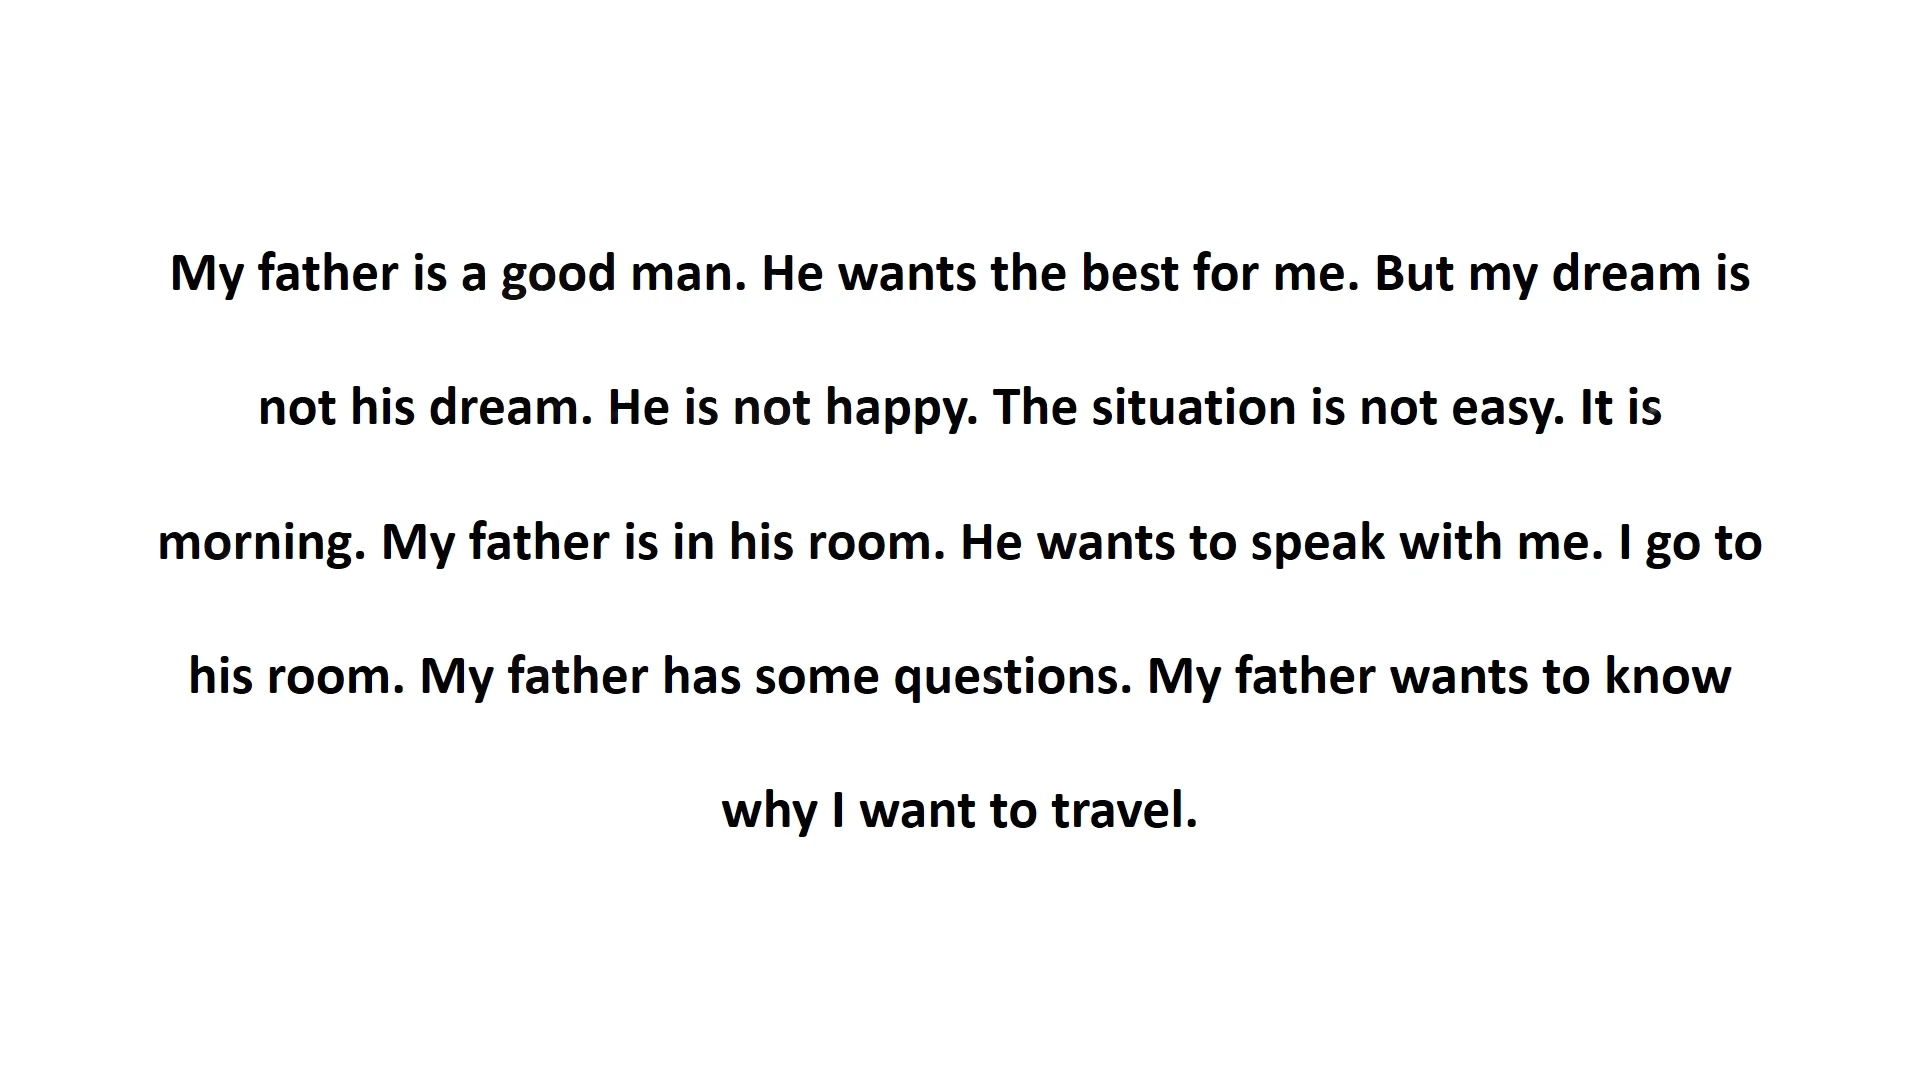 My father is a good man. He wants the best for me. But my dream is
not his dream. He is not happy. The situation is not easy. It is
morning. My father is in his room. He wants to speak with me. I go to
his room. My father has some questions. My father wants to know
why I want to travel.